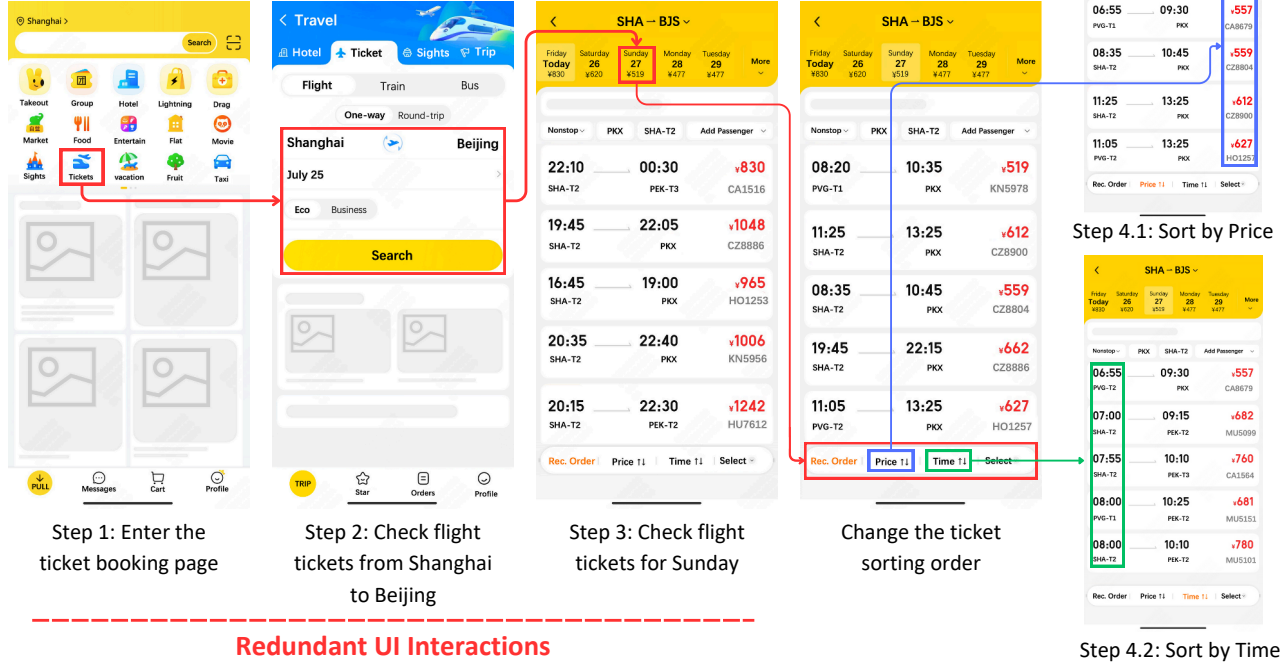 Shanghai >
Search
Takeout Group Hotel Lightning Drag
Market Food Entertain Flat Movie
Sights Tickets vacation Fruit Taxi
PULL Messages Cart Profile
Step 1: Enter the
ticket booking page
< Travel
Hotel Ticket Sights Trip
Flight Train Bus
One-way Round-trip
Shanghai Beijing
July 25 >
Eco Business
Search
TRIP Star Orders Profile
Step 2: Check flight
tickets from Shanghai
to Beijing
< SHA → BJS
Friday Saturday Sunday Monday Tuesday
Today 26 27 28 29 More
¥830 ¥620 ¥519 ¥477 ¥477
Nonstop PKX SHA-T2 Add Passenger
22:10 00:30 ¥830
SHA-T2 PEK-T3 CA1516
19:45 22:05 ¥1048
SHA-T2 PKX CZ8886
16:45 19:00 ¥965
SHA-T2 PKX HO1253
20:35 22:40 ¥1006
SHA-T2 PKX KN5956
20:15 22:30 ¥1242
SHA-T2 PEK-T2 HU7612
Rec. Order Price ↑↓ Time ↑↓ Select
Step 3: Check flight
tickets for Sunday
< SHA → BJS
Friday Saturday Sunday Monday Tuesday
Today 26 27 28 29 More
¥830 ¥620 ¥519 ¥477 ¥477
Nonstop PKX SHA-T2 Add Passenger
08:20 10:35 ¥519
PVG-T1 PKX KN5978
11:25 13:25 ¥612
SHA-T2 PKX CZ8900
08:35 10:45 ¥559
SHA-T2 PKX CZ8804
19:45 22:15 ¥662
SHA-T2 PKX CZ8886
11:05 13:25 ¥627
PVG-T2 PKX HO1257
Rec. Order Price ↑↓ Time ↑↓ Select
Change the ticket
sorting order
06:55 09:30 ¥557
PVG-T1 PKX CA8679
08:35 10:45 ¥559
SHA-T2 PKX CZ8804
11:25 13:25 ¥612
SHA-T2 PKX CZ8900
11:05 13:25 ¥627
PVG-T2 PKX HO1257
Rec. Order Price ↑↓ Time ↑↓ Select
Step 4.1: Sort by Price
< SHA → BJS
Friday Saturday Sunday Monday Tuesday
Today 26 27 28 29 More
¥830 ¥620 ¥519 ¥477 ¥477
Nonstop PKX SHA-T2 Add Passenger
06:55 09:30 ¥557
PVG-T2 PKX CA8679
07:00 09:15 ¥682
SHA-T2 PEK-T2 MU5099
07:55 10:10 ¥760
SHA-T2 PEK-T3 CA1564
08:00 10:25 ¥681
PVG-T1 PEK-T2 MU5151
08:00 10:10 ¥780
SHA-T2 PEK-T2 MU5101
Rec. Order Price ↑↓ Time ↑↓ Select
Step 4.2: Sort by Time
Redundant UI Interactions